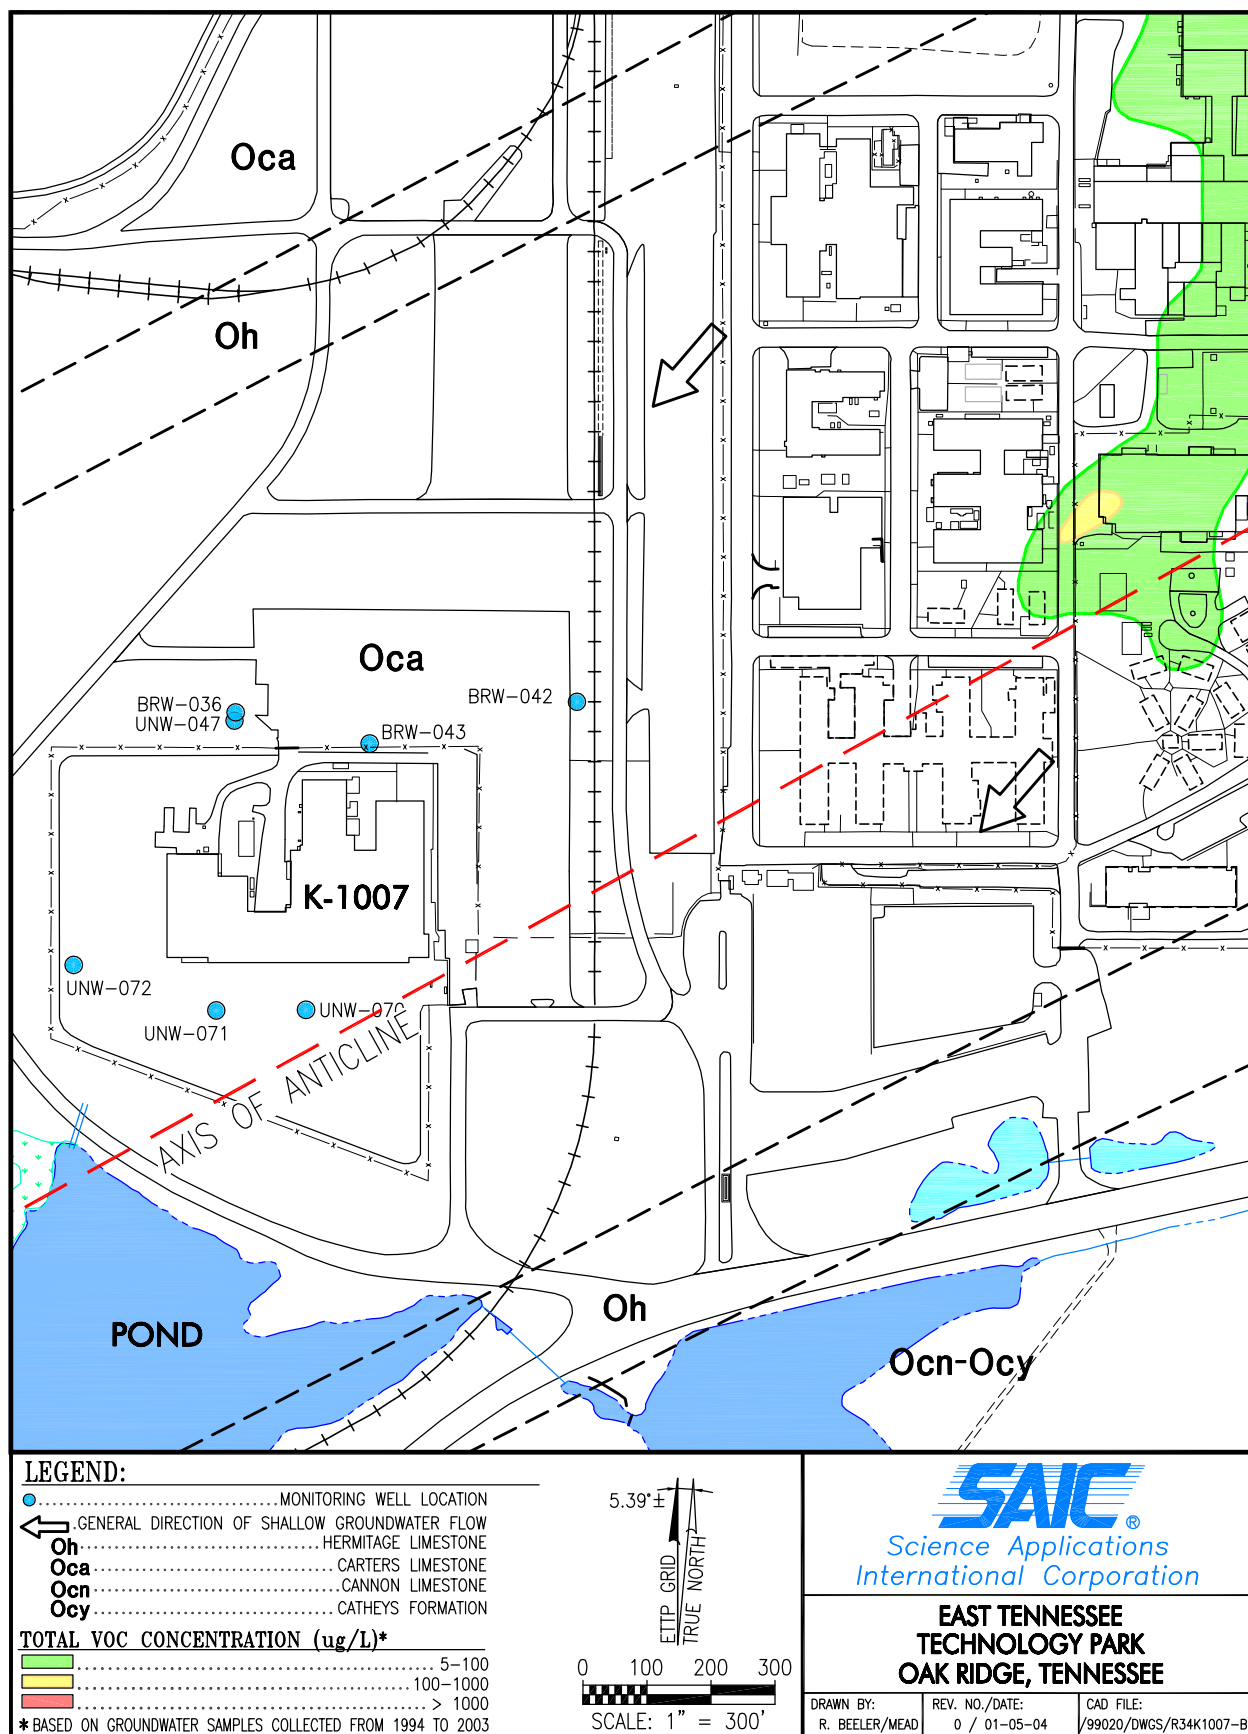 Oca
Oh
Oca
BRW-036
UNW-047
BRW-042
BRW-043
K-1007
UNW-072
UNW-071
UNW-070
AXIS OF ANTICLINE
POND
Oh
Ocn-Ocy
LEGEND:
MONITORING WELL LOCATION
GENERAL DIRECTION OF SHALLOW GROUNDWATER FLOW
Oh HERMITAGE LIMESTONE
Oca CARTERS LIMESTONE
Ocn CANNON LIMESTONE
Ocy CATHEYS FORMATION
TOTAL VOC CONCENTRATION (ug/L)*
5-100
100-1000
> 1000
* BASED ON GROUNDWATER SAMPLES COLLECTED FROM 1994 TO 2003
5.39°±
ETTP GRID
TRUE NORTH
0 100 200 300
SCALE: 1" = 300'
SAIC®
Science Applications
International Corporation
EAST TENNESSEE
TECHNOLOGY PARK
OAK RIDGE, TENNESSEE
DRAWN BY:
R. BEELER/MEAD
REV. NO./DATE:
0 / 01-05-04
CAD FILE:
/99020/DWGS/R34K1007-B